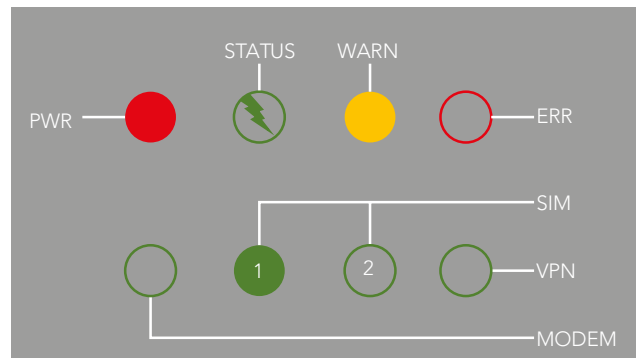 STATUS WARN
PWR ERR
SIM
1 2
VPN
MODEM